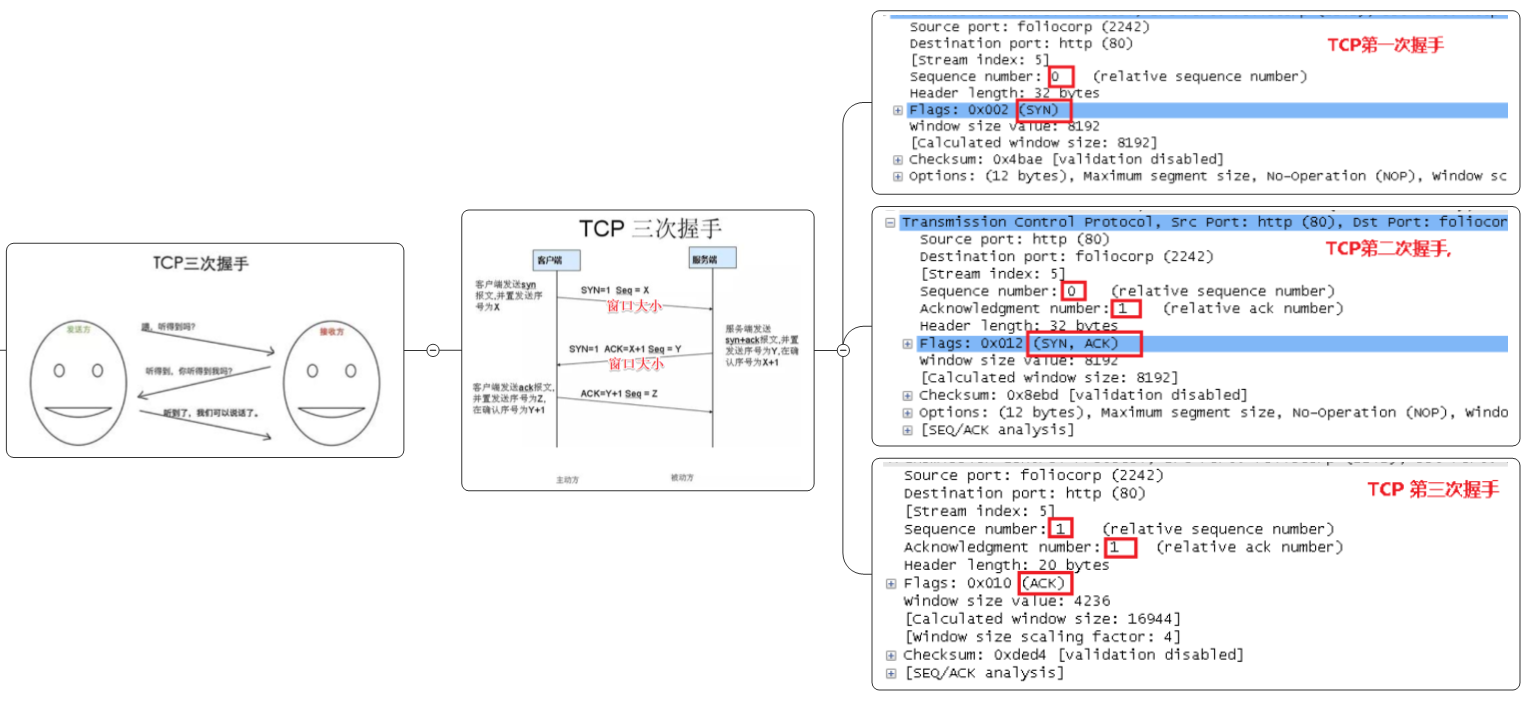 TCP三次握手
发送方
接收方
喂，听得到吗?
听得到，你听得到我吗?
听到了，我们可以说话了。
TCP 三次握手
客户端
服务端
客户端发送syn
报文,并置发送序
号为X
SYN=1 Seq = X
窗口大小
服务端发送
syn+ack报文,并置
发送序号为Y,在确
认序号为X+1
SYN=1 ACK=X+1 Seq = Y
窗口大小
客户端发送ack报文,
并置发送序号为Z,
在确认序号为Y+1
ACK=Y+1 Seq = Z
主动方
被动方
Source port: foliocorp (2242)
TCP第一次握手
Destination port: http (80)
[Stream index: 5]
Sequence number: 0 (relative sequence number)
Header length: 32 bytes
Flags: 0x002 (SYN)
Window size value: 8192
[Calculated window size: 8192]
Checksum: 0x4bae [validation disabled]
Options: (12 bytes), Maximum segment size, No-Operation (NOP), Window sc
Transmission Control Protocol, Src Port: http (80), Dst Port: foliocor
Source port: http (80)
TCP第二次握手,
Destination port: foliocorp (2242)
[Stream index: 5]
Sequence number: 0 (relative sequence number)
Acknowledgment number: 1 (relative ack number)
Header length: 32 bytes
Flags: 0x012 (SYN, ACK)
Window size value: 8192
[Calculated window size: 8192]
Checksum: 0x8ebd [validation disabled]
Options: (12 bytes), Maximum segment size, No-Operation (NOP), Windo
[SEQ/ACK analysis]
Source port: foliocorp (2242)
TCP 第三次握手
Destination port: http (80)
[Stream index: 5]
Sequence number: 1 (relative sequence number)
Acknowledgment number: 1 (relative ack number)
Header length: 20 bytes
Flags: 0x010 (ACK)
Window size value: 4236
[Calculated window size: 16944]
[Window size scaling factor: 4]
Checksum: 0xded4 [validation disabled]
[SEQ/ACK analysis]